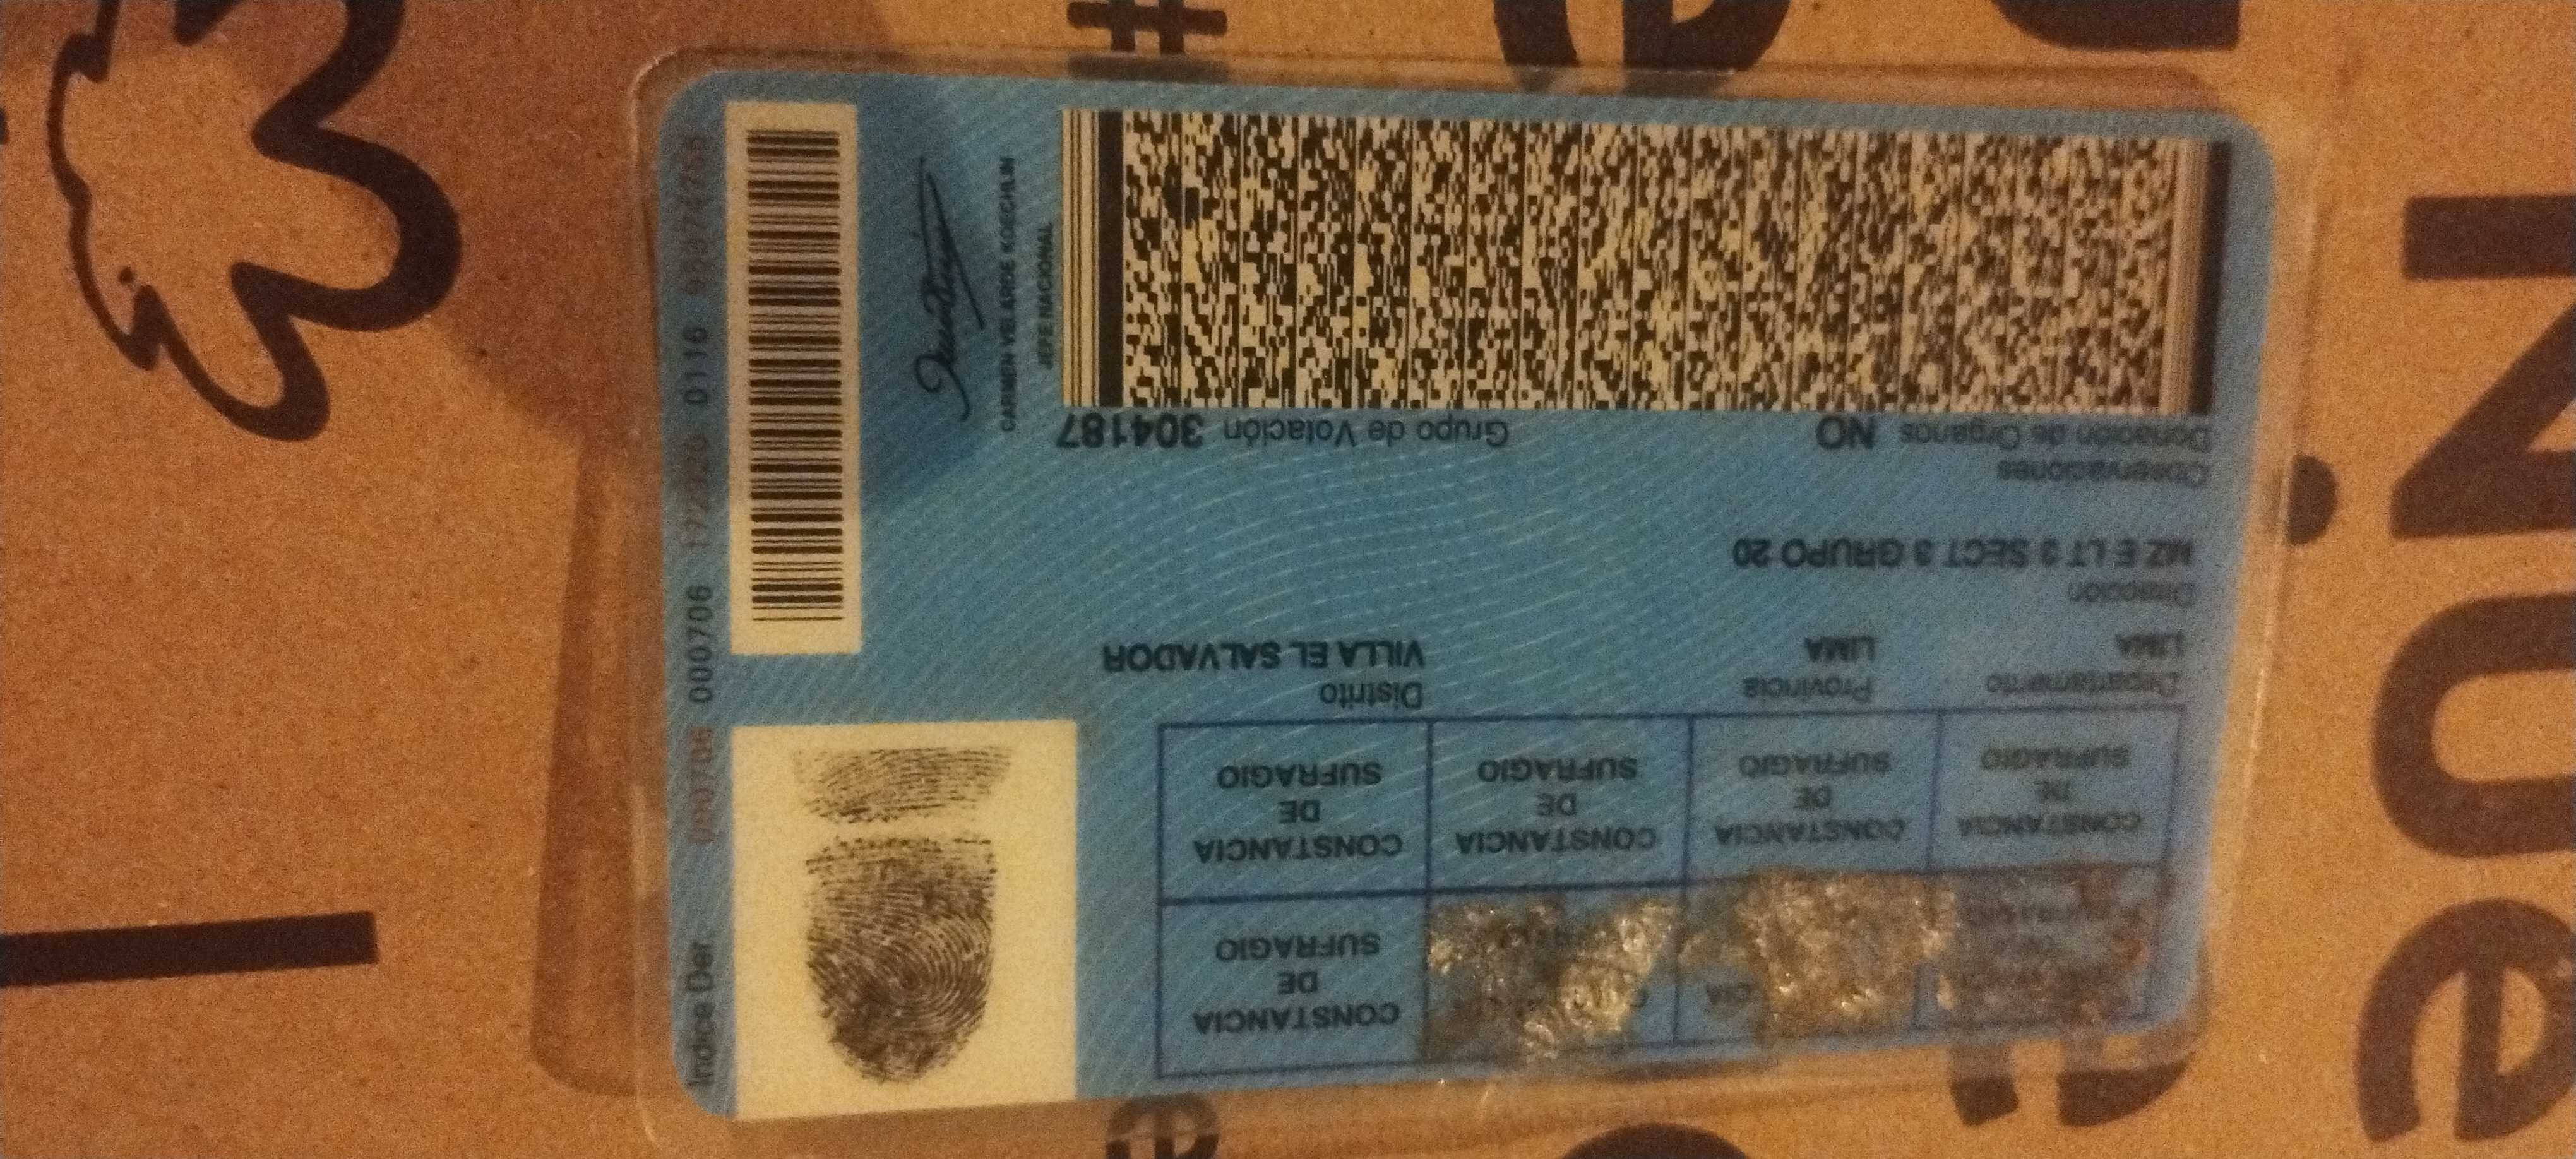 CONSTANCIA DE SUFRAGIO
CONSTANCIA DE SUFRAGIO
CONSTANCIA DE SUFRAGIO
CONSTANCIA DE SUFRAGIO
CONSTANCIA DE SUFRAGIO
Departamento
LIMA
Provincia
LIMA
Distrito
VILLA EL SALVADOR
Dirección
MZ E LT 3 SECT 3 GRUPO 20
Observaciones
Donación de Órganos NO
Grupo de Votación 304187
CARMEN VELARDE KOECHLIN
JEFE NACIONAL
Indice Der
000706
0116